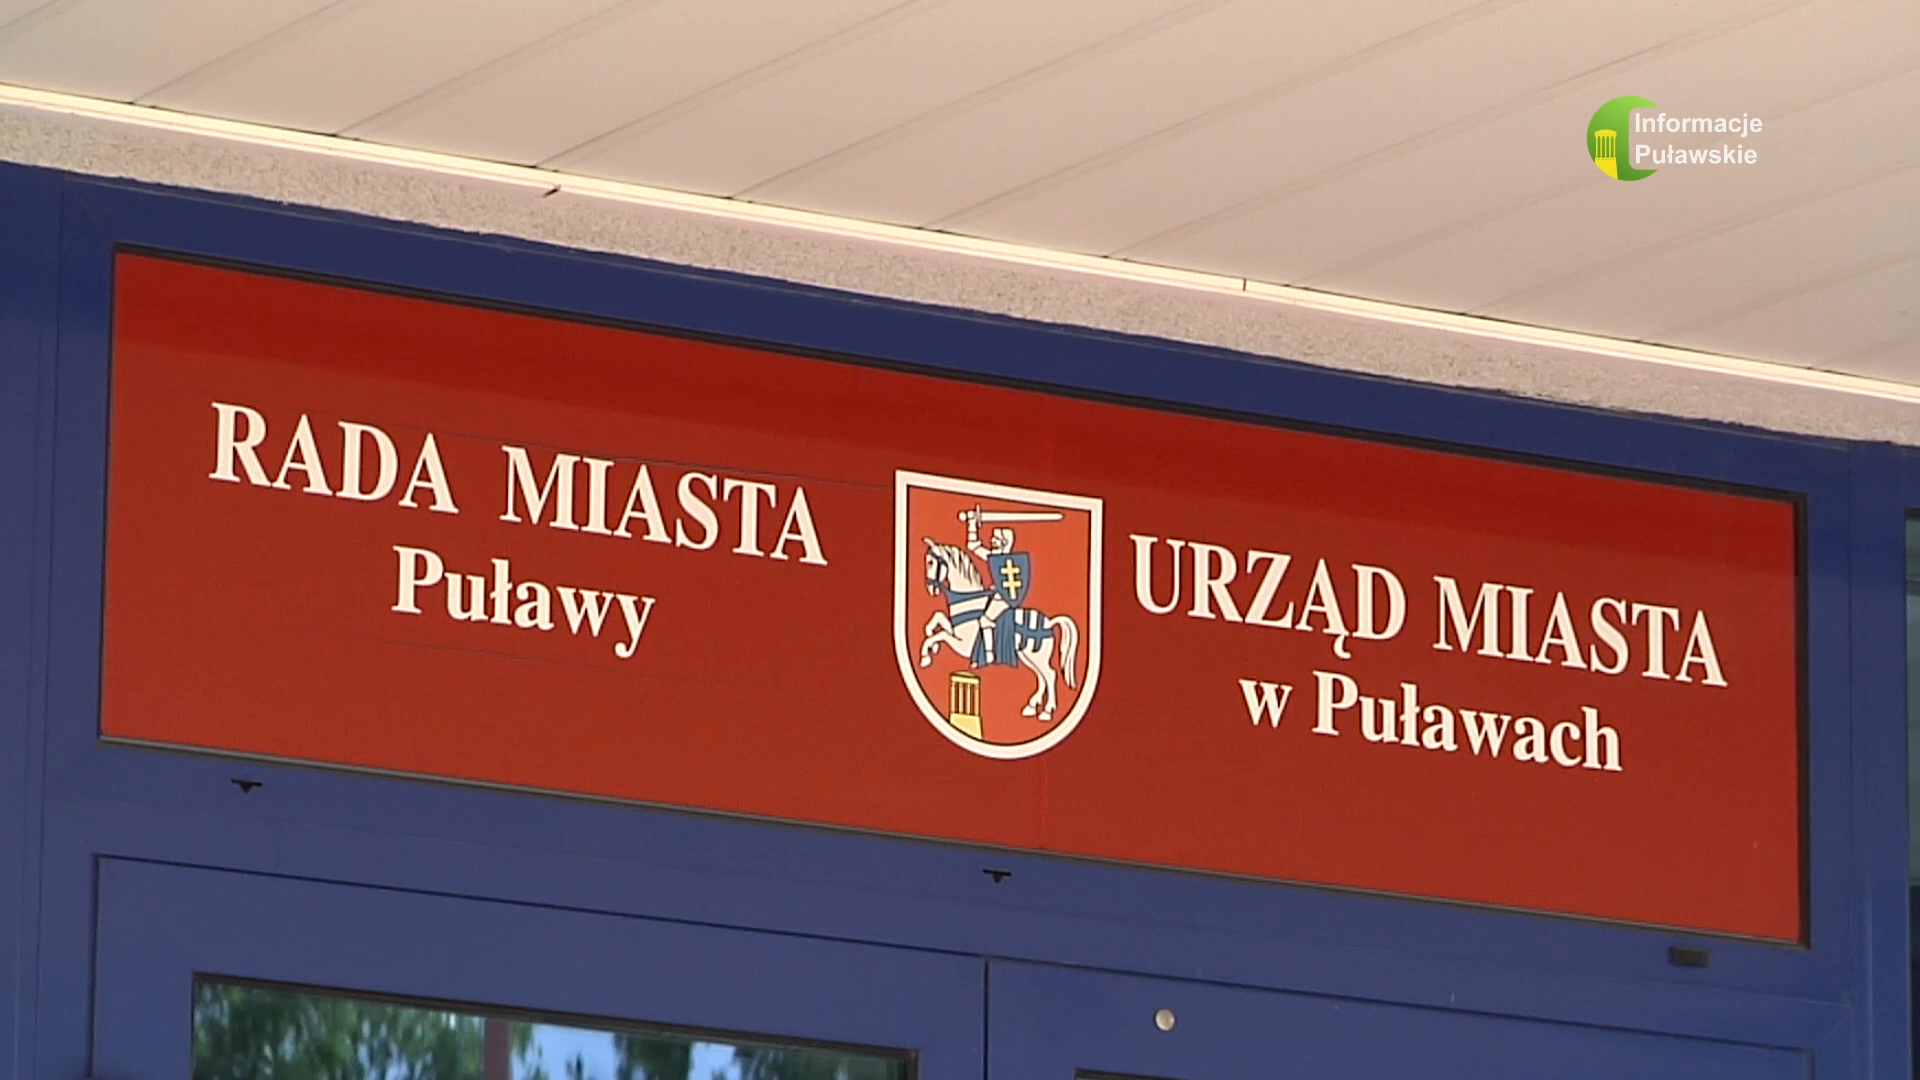 Informacje
Puławskie
RADA MIASTA
Puławy
URZĄD MIASTA
w Puławach